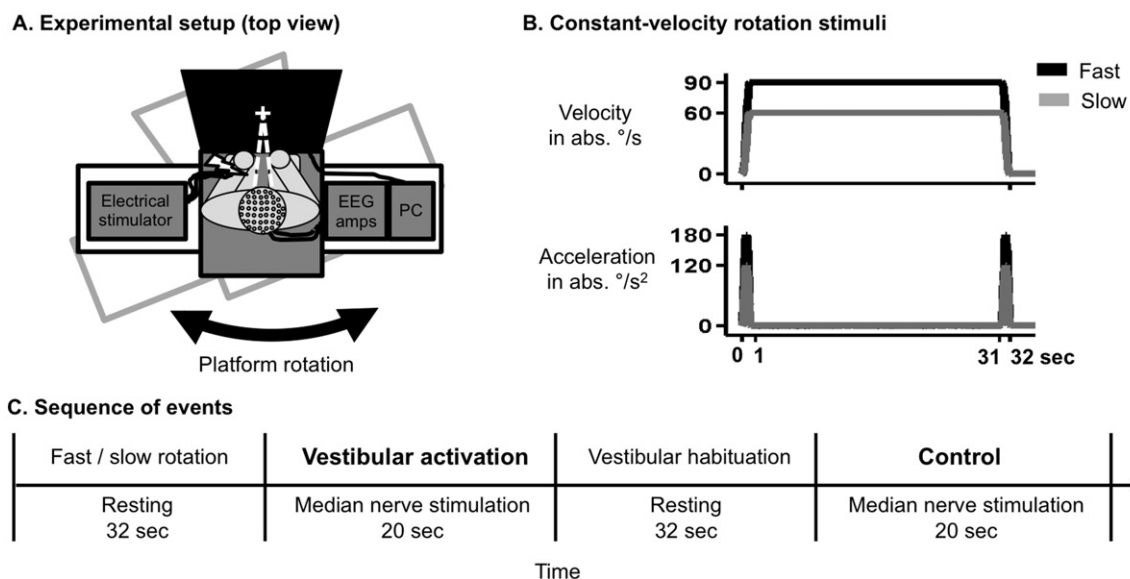 A. Experimental setup (top view)
Electrical
stimulator
EEG
amps
PC
Platform rotation
B. Constant-velocity rotation stimuli
Fast
Slow
Velocity
in abs. °/s
90
60
0
Acceleration
in abs. °/s²
180
120
0
0 1 31 32 sec
C. Sequence of events
Fast / slow rotation Vestibular activation Vestibular habituation Control
Resting Median nerve stimulation Resting Median nerve stimulation
32 sec 20 sec 32 sec 20 sec
Time